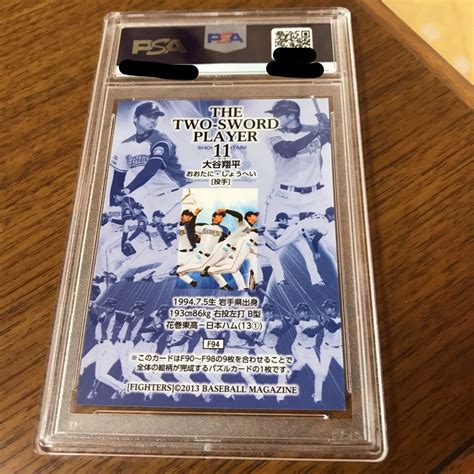 PSA
PSA
THE
TWO-SWORD
PLAYER
11
大谷翔平
おおたに・しょうへい
[投手]
1994.7.5生 岩手県出身
193cm86kg 右投左打 B型
花巻東高―日本ハム(13①)
F94
※このカードはF90～F98の9枚を合わせることで
全体の絵柄が完成するパズルカードの1枚です。
[FIGHTERS]©2013 BASEBALL MAGAZINE